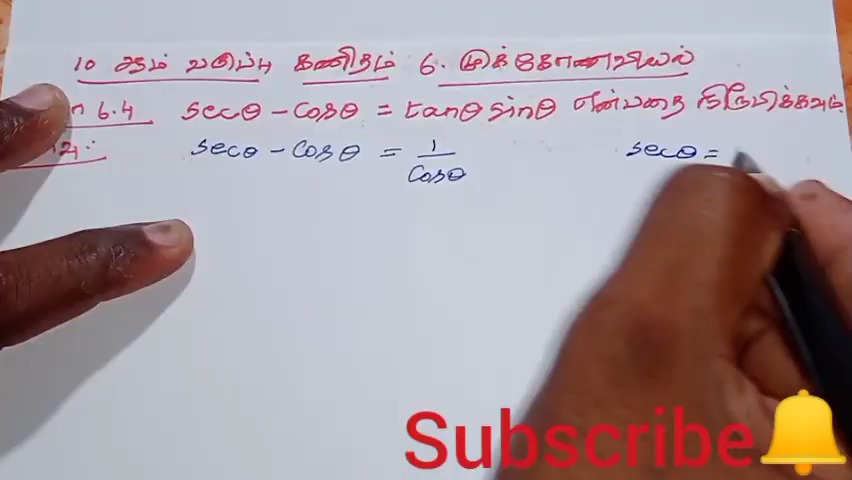 10 ஆம் வகுப்பு கணிதம் 6. முக்கோணவியல்
6.4 secθ - cosθ = tanθ sinθ என்பதை நிரூபிக்கவும்
secθ - cosθ = 1/cosθ secθ =
Subscribe